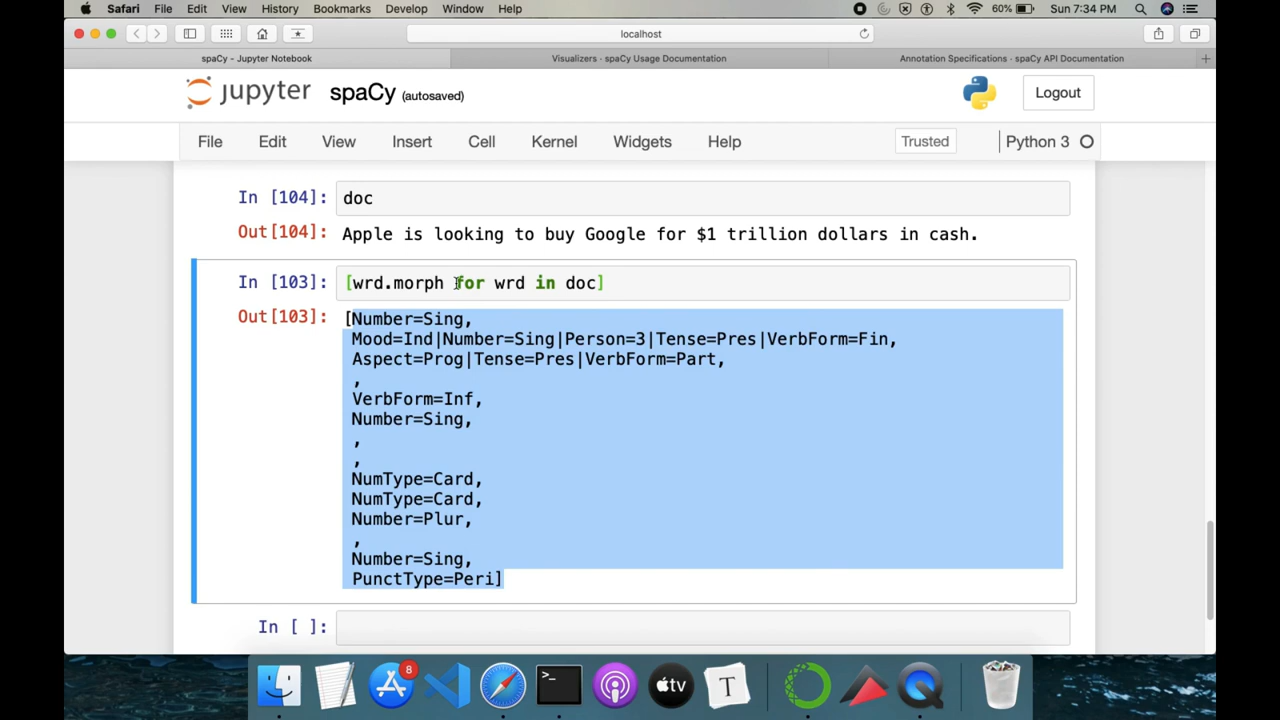 Safari File Edit View History Bookmarks Develop Window Help 60% Sun 7:34 PM
localhost
spaCy - Jupyter Notebook Visualizers · spaCy Usage Documentation Annotation Specifications · spaCy API Documentation
jupyter spaCy (autosaved) Logout
File Edit View Insert Cell Kernel Widgets Help Trusted Python 3
In [104]: doc
Out[104]: Apple is looking to buy Google for $1 trillion dollars in cash.
In [103]: [wrd.morph for wrd in doc]
Out[103]: [Number=Sing,
Mood=Ind|Number=Sing|Person=3|Tense=Pres|VerbForm=Fin,
Aspect=Prog|Tense=Pres|VerbForm=Part,
,
VerbForm=Inf,
Number=Sing,
,
,
NumType=Card,
NumType=Card,
Number=Plur,
,
Number=Sing,
PunctType=Peri]
In [ ]:
8
>_
tv
T